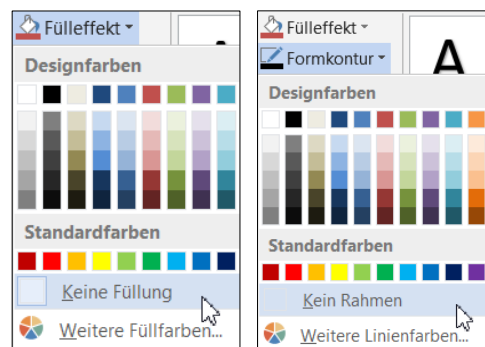 Fülleffekt
Designfarben
Standardfarben
Keine Füllung
Weitere Füllfarben...
Fülleffekt
Formkontur
A
Designfarben
Standardfarben
Kein Rahmen
Weitere Linienfarben...